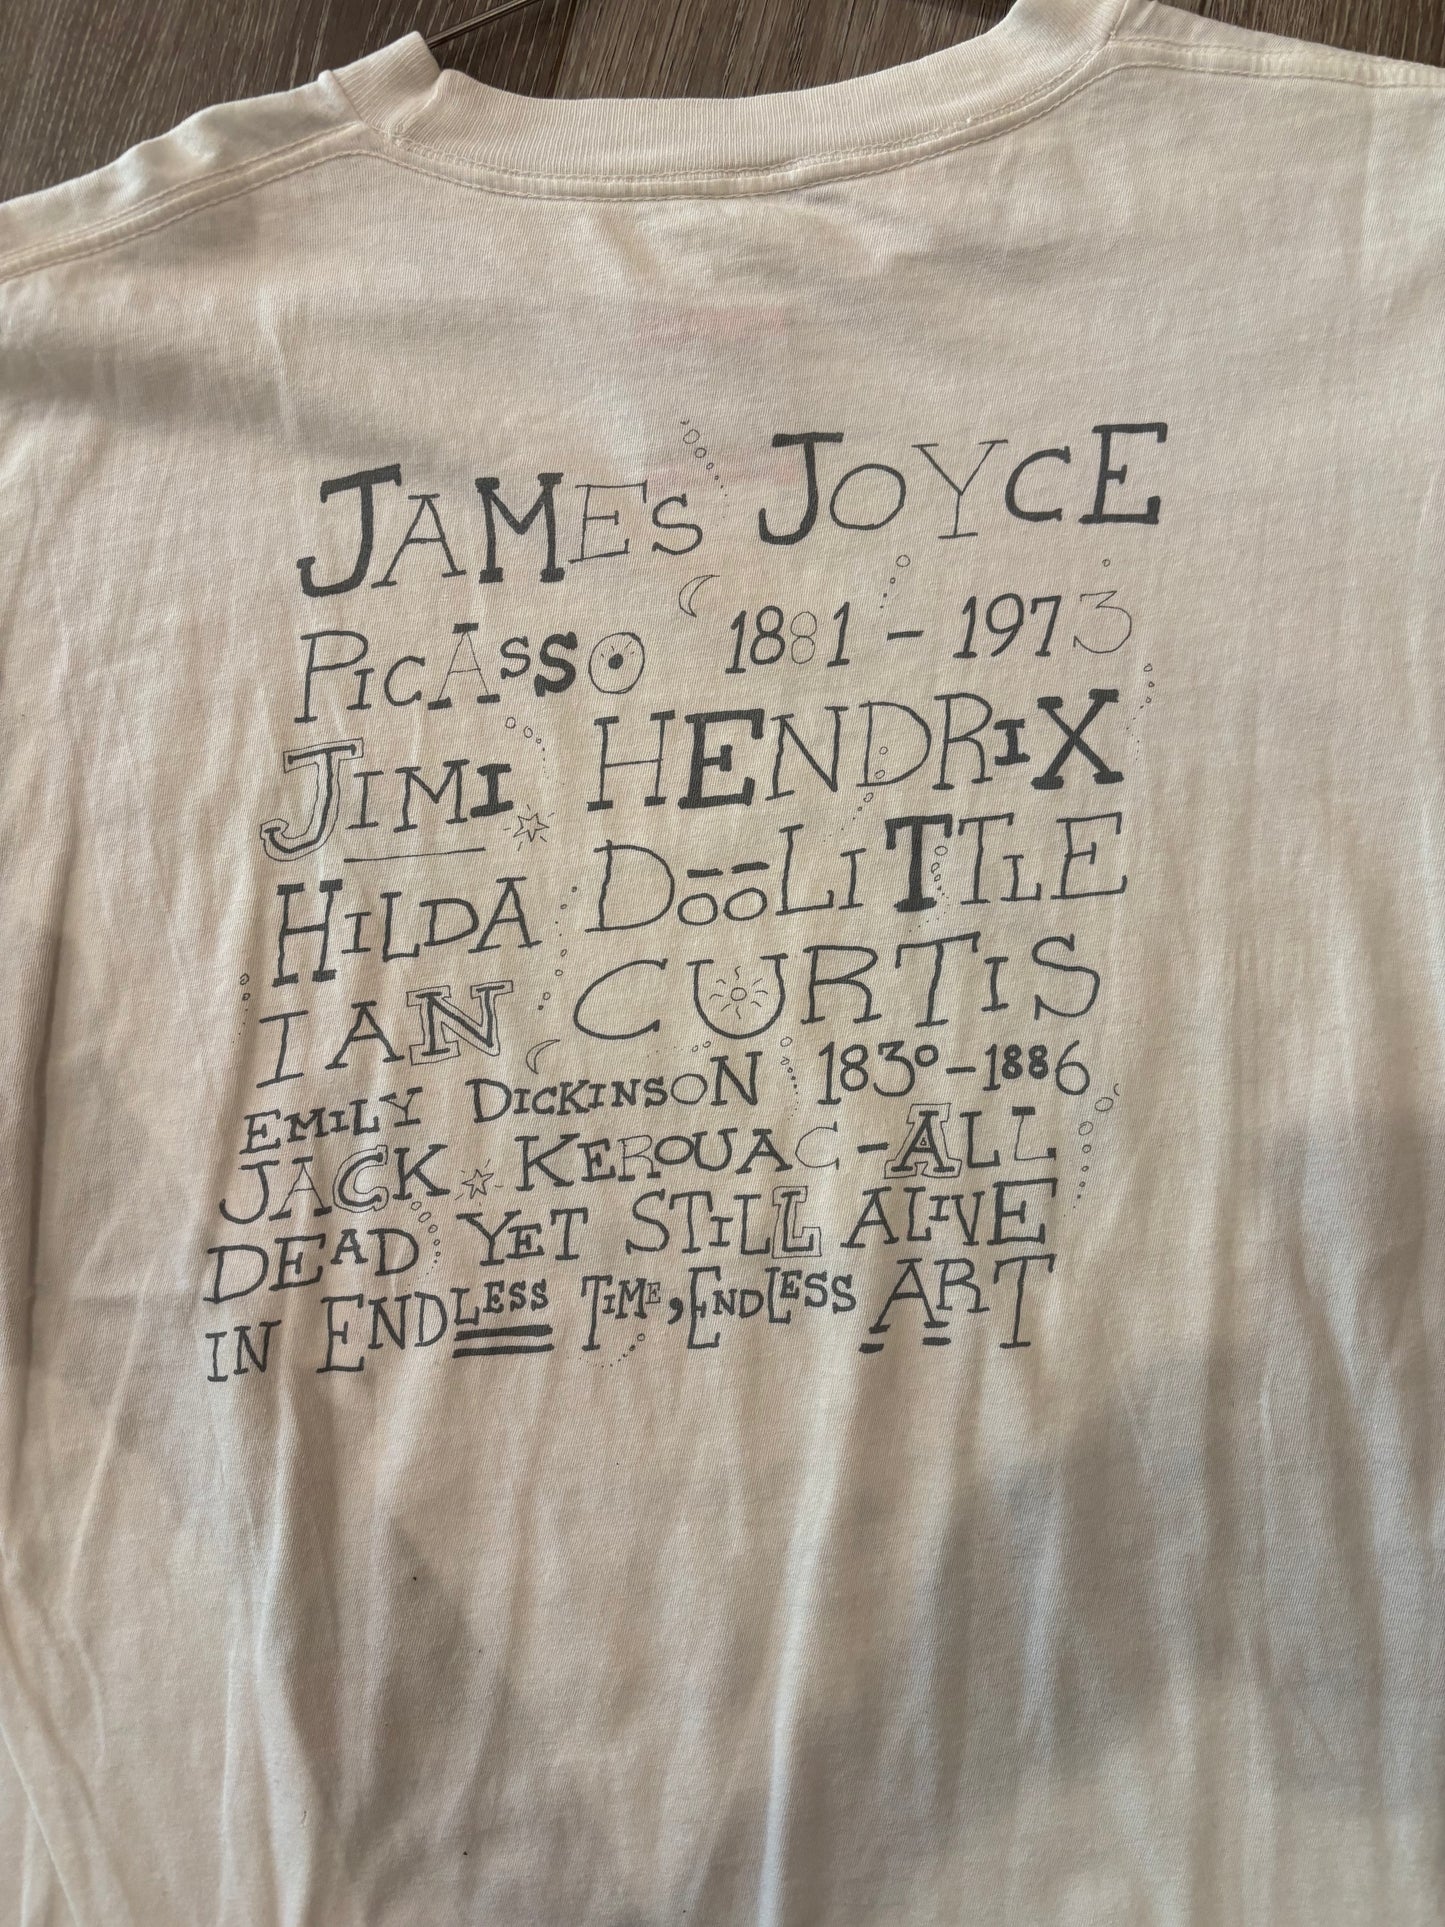 JAMES JOYCE
PICASSO 1881 - 1973
JIMI HENDRIX
HILDA DŌŌLITTLE
IAN CURTIS
EMILY DICKINSON 1830-1886
JACK KEROUAC - ALL
DEAD YET STILL ALIVE
IN ENDLESS TIME, ENDLESS ART